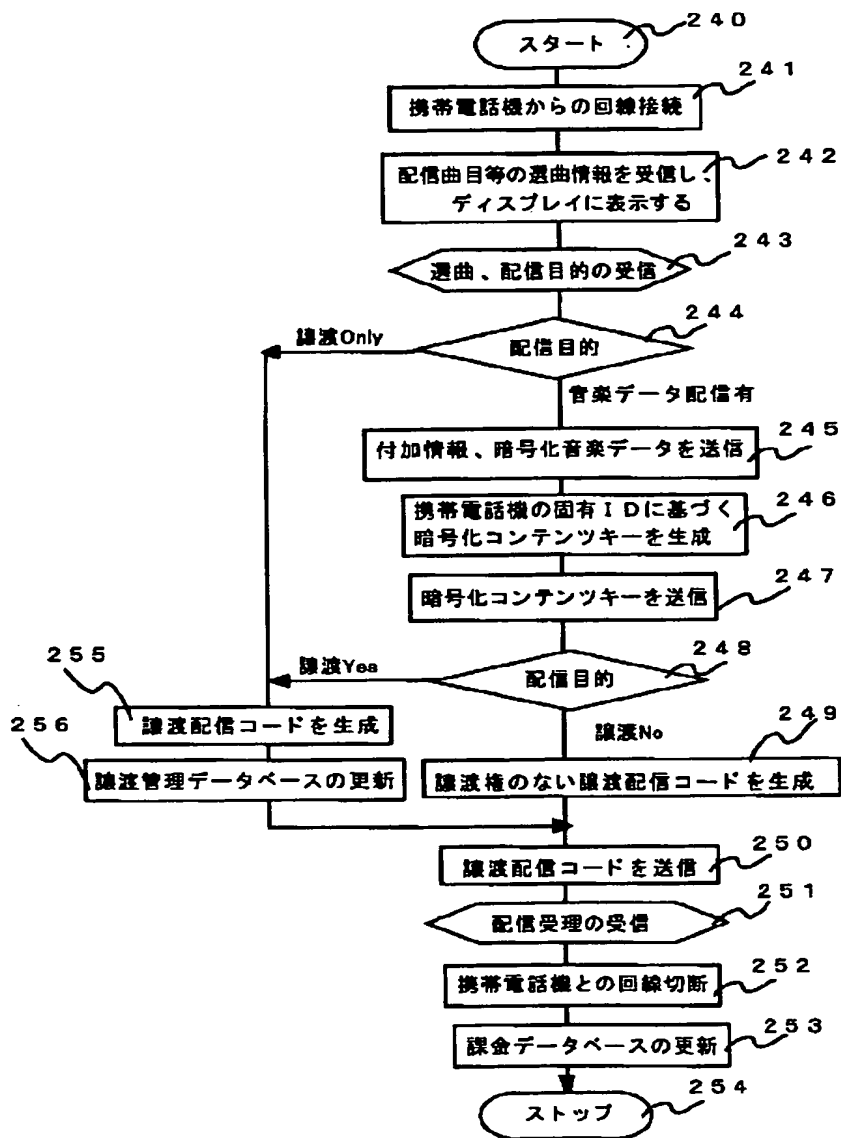 スタート
240
241
携帯電話機からの回線接続
242
配信曲目等の選曲情報を受信し、
ディスプレイに表示する
243
選曲、配信目的の受信
244
譲渡Only
配信目的
音楽データ配信有
245
付加情報、暗号化音楽データを送信
246
携帯電話機の固有IDに基づく
暗号化コンテンツキーを生成
247
暗号化コンテンツキーを送信
248
255
譲渡Yes
配信目的
256
譲渡配信コードを生成
譲渡No
249
譲渡管理データベースの更新
譲渡権のない譲渡配信コードを生成
250
譲渡配信コードを送信
251
配信受理の受信
252
携帯電話機との回線切断
253
課金データベースの更新
254
ストップ